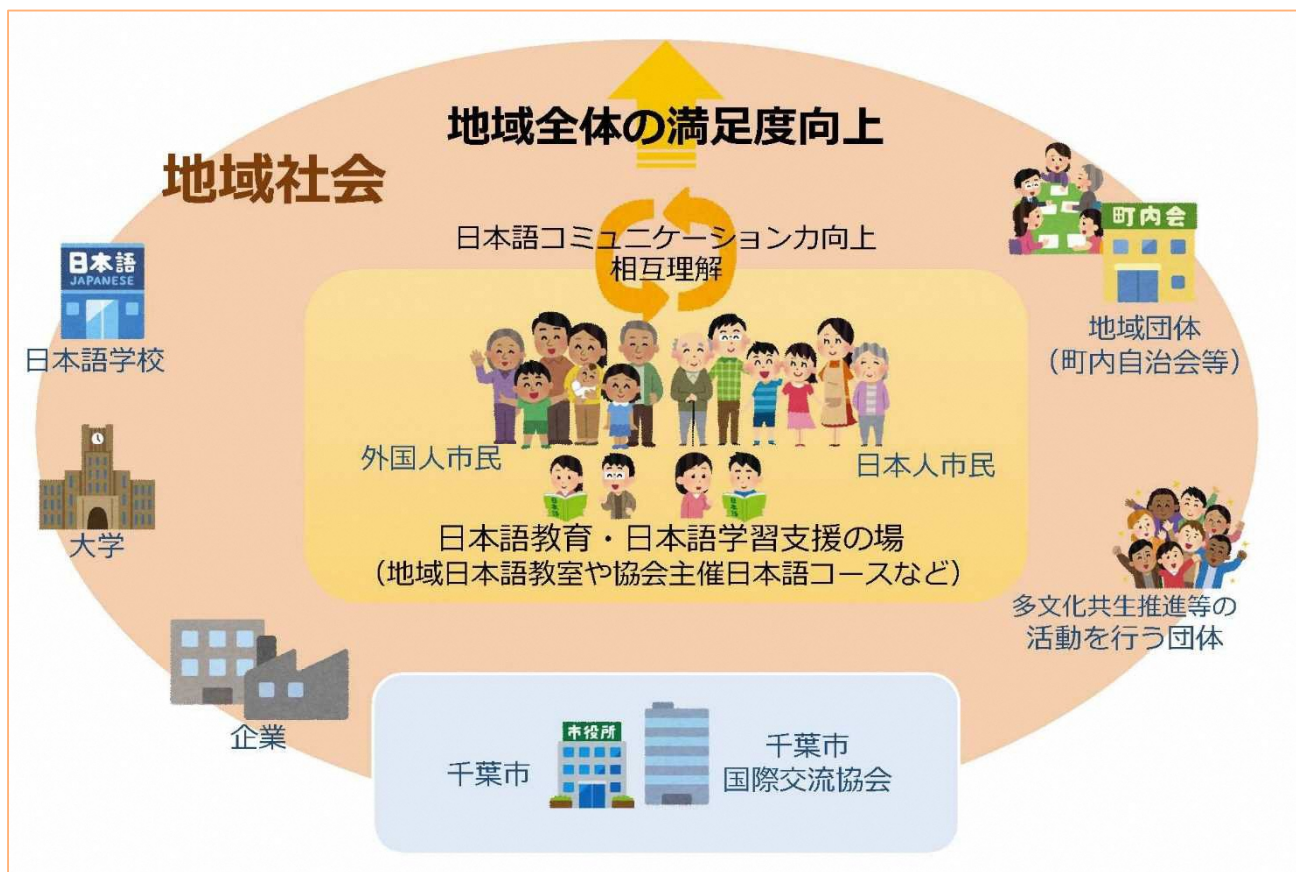 地域全体の満足度向上
地域社会
日本語コミュニケーション力向上
相互理解
日本語
JAPANESE
日本語学校
町内会
地域団体
(町内自治会等)
外国人市民
日本人市民
大学
日本語
日本語
日本語教育・日本語学習支援の場
(地域日本語教室や協会主催日本語コースなど)
多文化共生推進等の
活動を行う団体
企業
千葉市
市役所
千葉市
国際交流協会